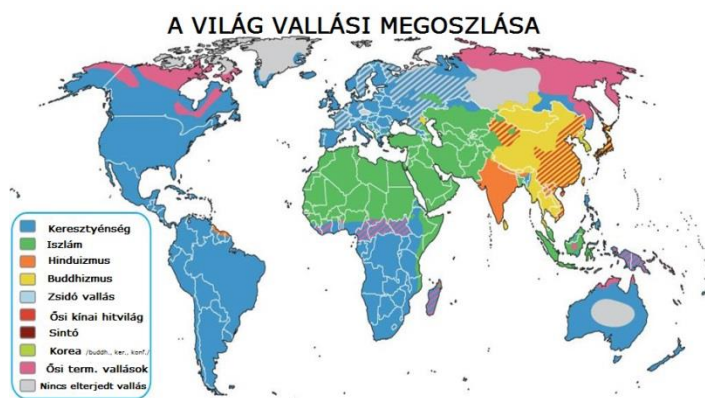 A VILÁG VALLÁSI MEGOSZLÁSA
Keresztyénség
Iszlám
Hinduizmus
Buddhizmus
Zsidó vallás
Ősi kínai hitvilág
Sintó
Korea /buddh., ker., konf./
Ősi term. vallások
Nincs elterjedt vallás